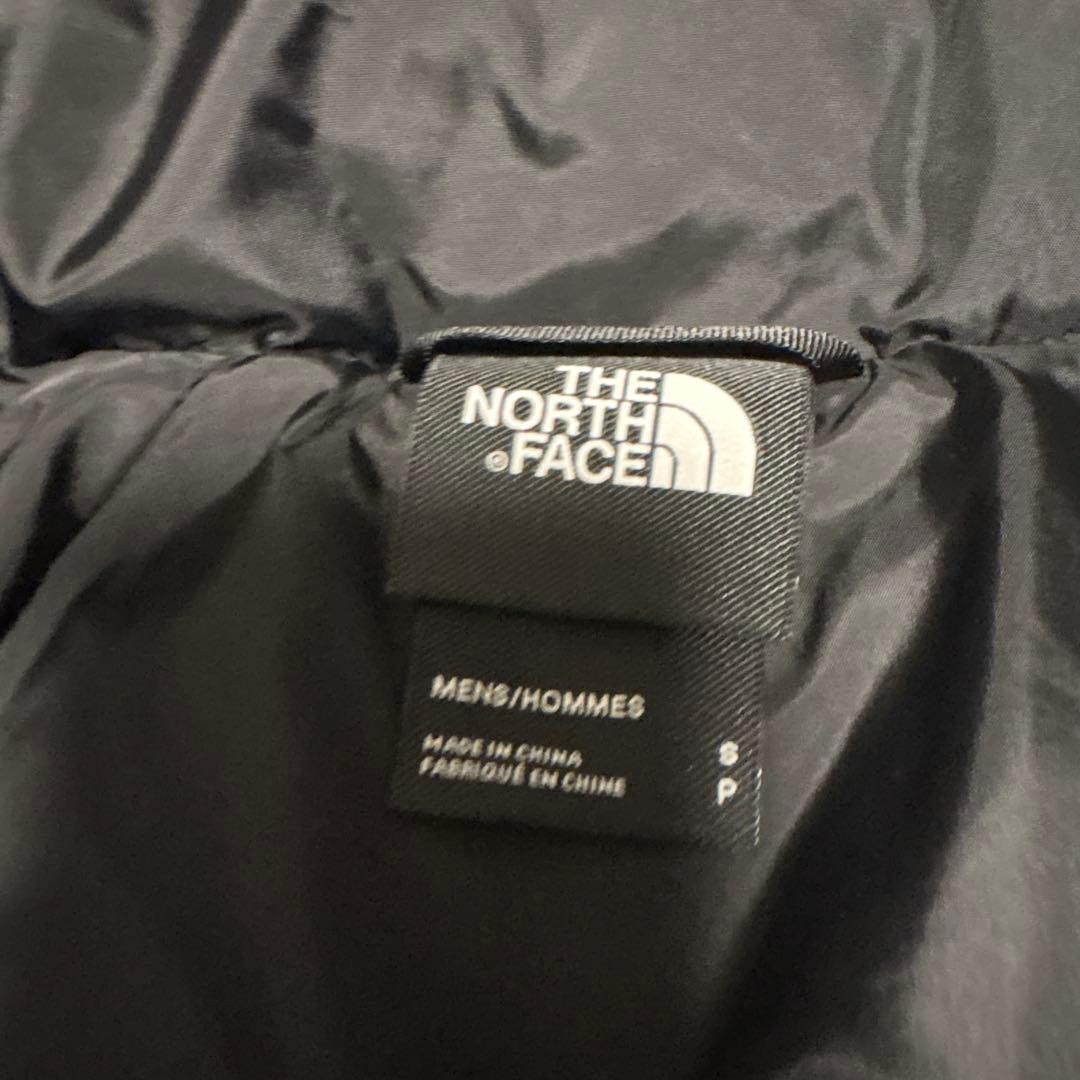 THE
NORTH
FACE
MENS/HOMMES
MADE IN CHINA
FABRIQUÉ EN CHINE
S
P